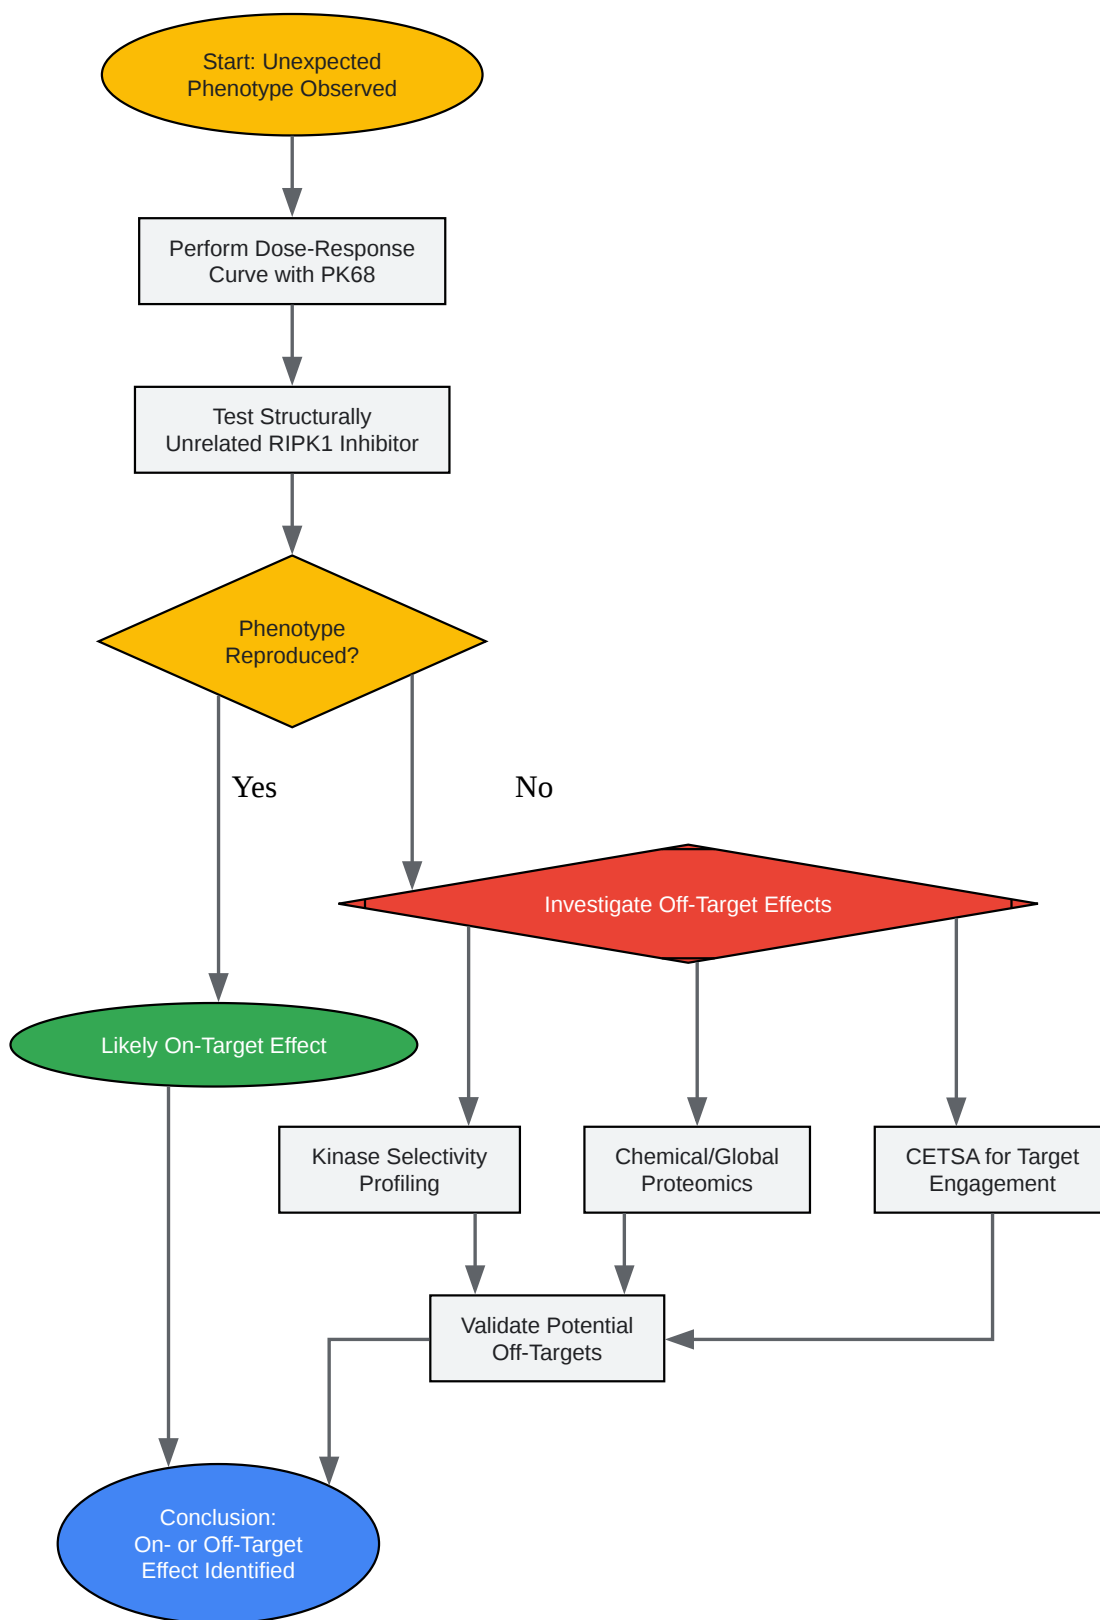 Start: Unexpected
Phenotype Observed
Perform Dose-Response
Curve with PK68
Test Structurally
Unrelated RIPK1 Inhibitor
Phenotype
Reproduced?
Yes
No
Investigate Off-Target Effects
Likely On-Target Effect
Kinase Selectivity
Profiling
Chemical/Global
Proteomics
CETSA for Target
Engagement
Validate Potential
Off-Targets
Conclusion:
On- or Off-Target
Effect Identified